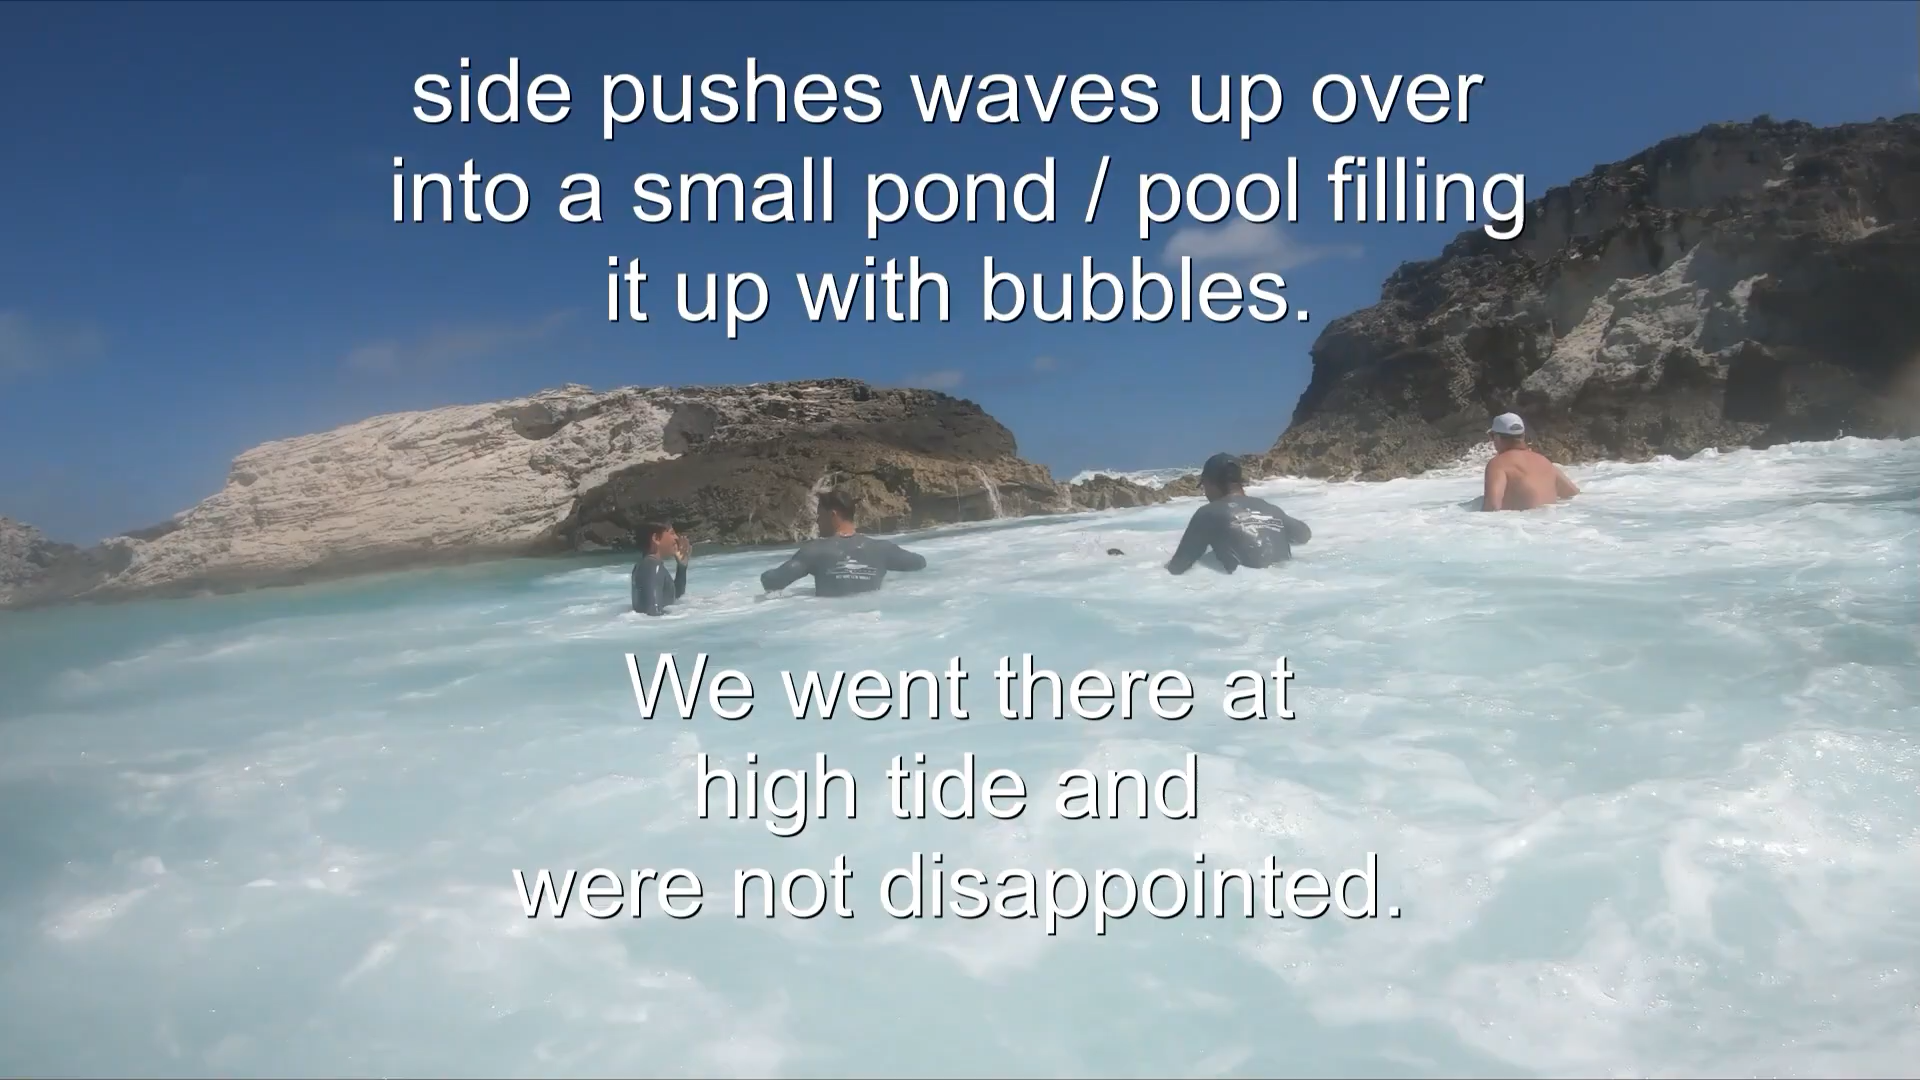 side pushes waves up over
into a small pond / pool filling
it up with bubbles.
We went there at
high tide and
were not disappointed.